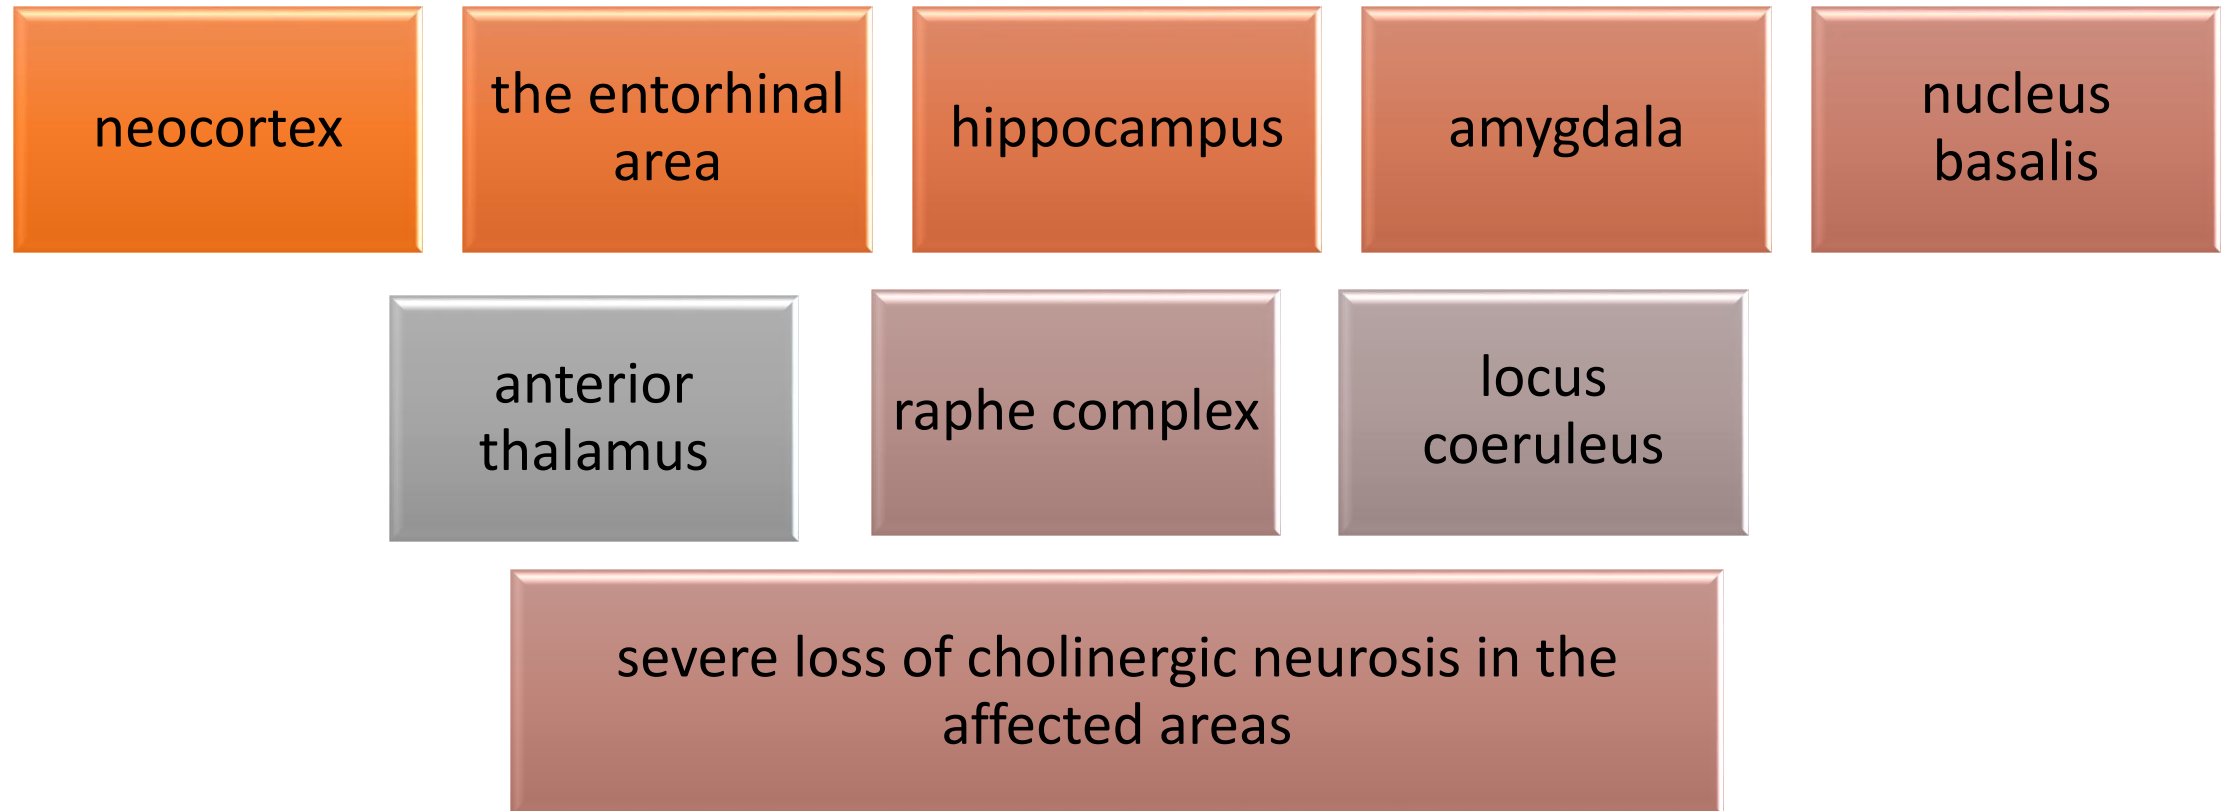 neocortex
the entorhinal
area
hippocampus
amygdala
nucleus
basalis
anterior
thalamus
raphe complex
locus
coeruleus
severe loss of cholinergic neurosis in the
affected areas